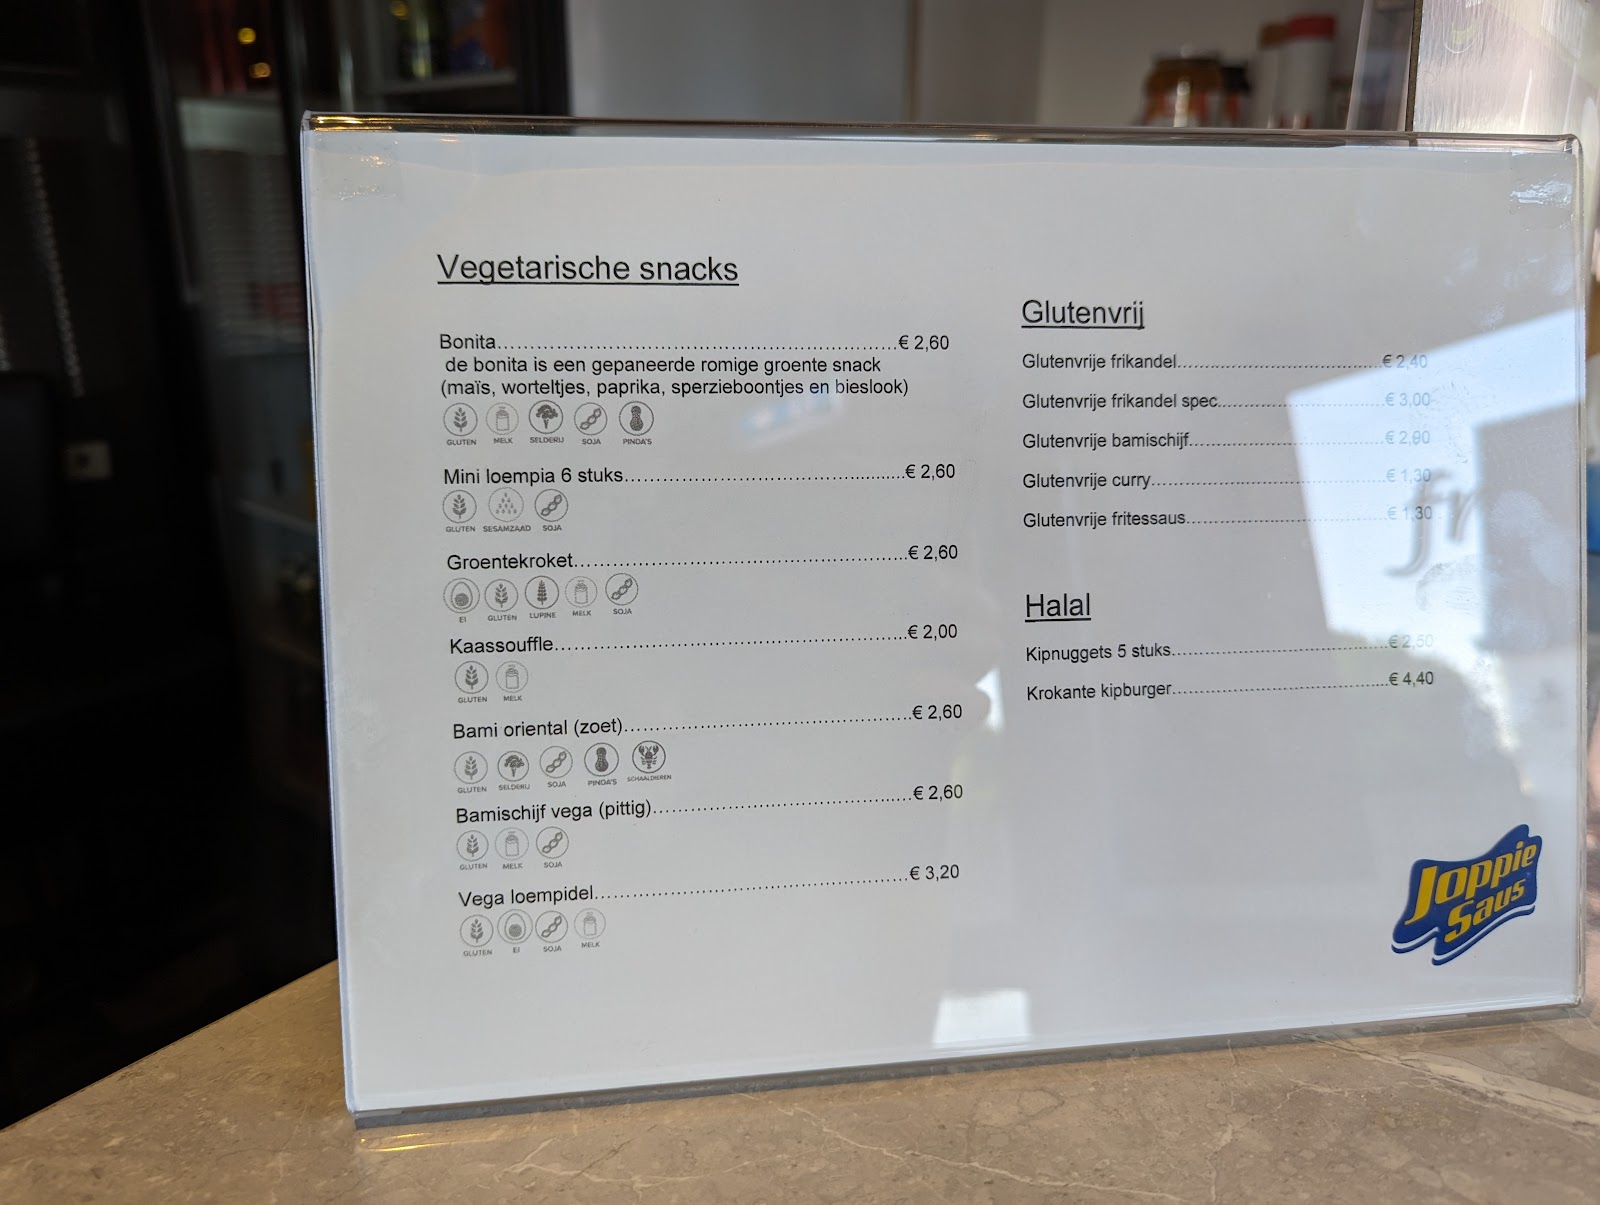 Vegetarische snacks
Bonita................................................................€ 2,60
de bonita is een gepaneerde romige groente snack
(maïs, worteltjes, paprika, sperzieboontjes en bieslook)
GLUTEN MELK SELDERIJ SOJA PINDA'S
Mini loempia 6 stuks.............................................€ 2,60
GLUTEN SESAMZAAD SOJA
Groentekroket.....................................................€ 2,60
EI GLUTEN LUPINE MELK SOJA
Kaassouffle........................................................€ 2,00
GLUTEN MELK
Bami oriental (zoet)..............................................€ 2,60
GLUTEN SELDERIJ SOJA PINDA'S SCHAALDIEREN
Bamischijf vega (pittig)..........................................€ 2,60
GLUTEN MELK SOJA
Vega loempidel....................................................€ 3,20
GLUTEN EI SOJA MELK
Glutenvrij
Glutenvrije frikandel.....................................€ 2,40
Glutenvrije frikandel spec................................€ 3,00
Glutenvrije bamischijf....................................€
Glutenvrije curry.........................................€ 1,30
Glutenvrije fritessaus....................................€ 1,30
Halal
Kipnuggets 5 stuks........................................€ 2,50
Krokante kipburger........................................€ 4,40
Joppie
Saus